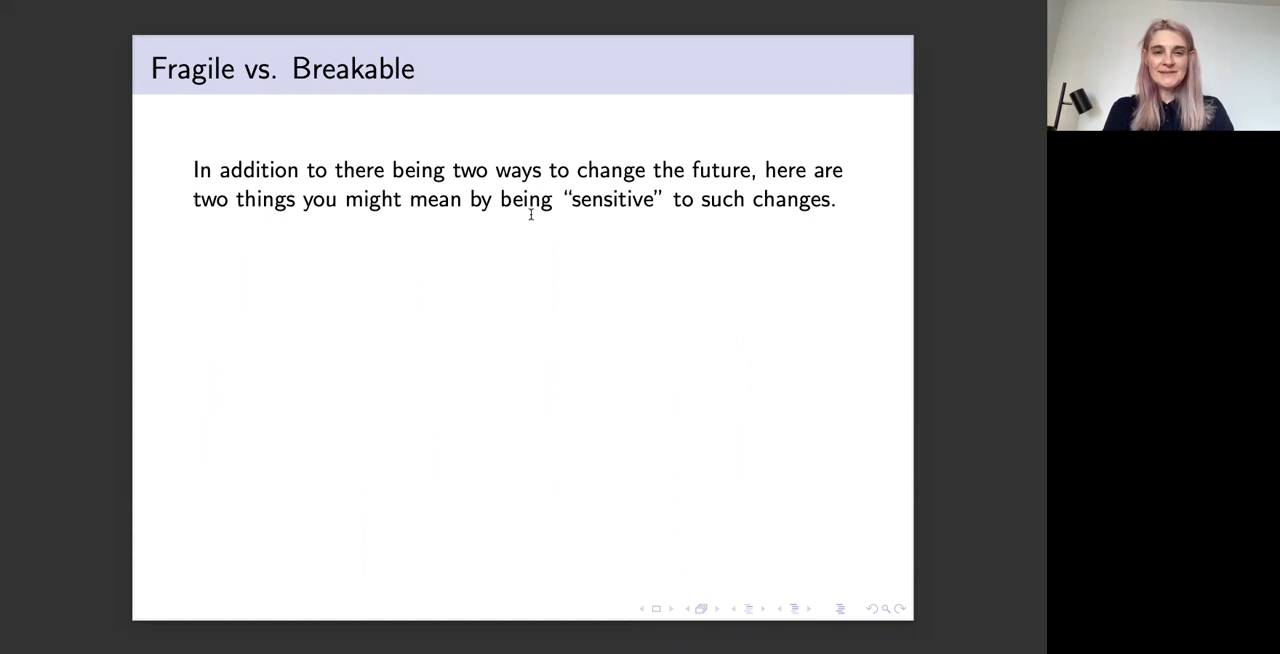 Fragile vs. Breakable
In addition to there being two ways to change the future, here are
two things you might mean by being “sensitive” to such changes.